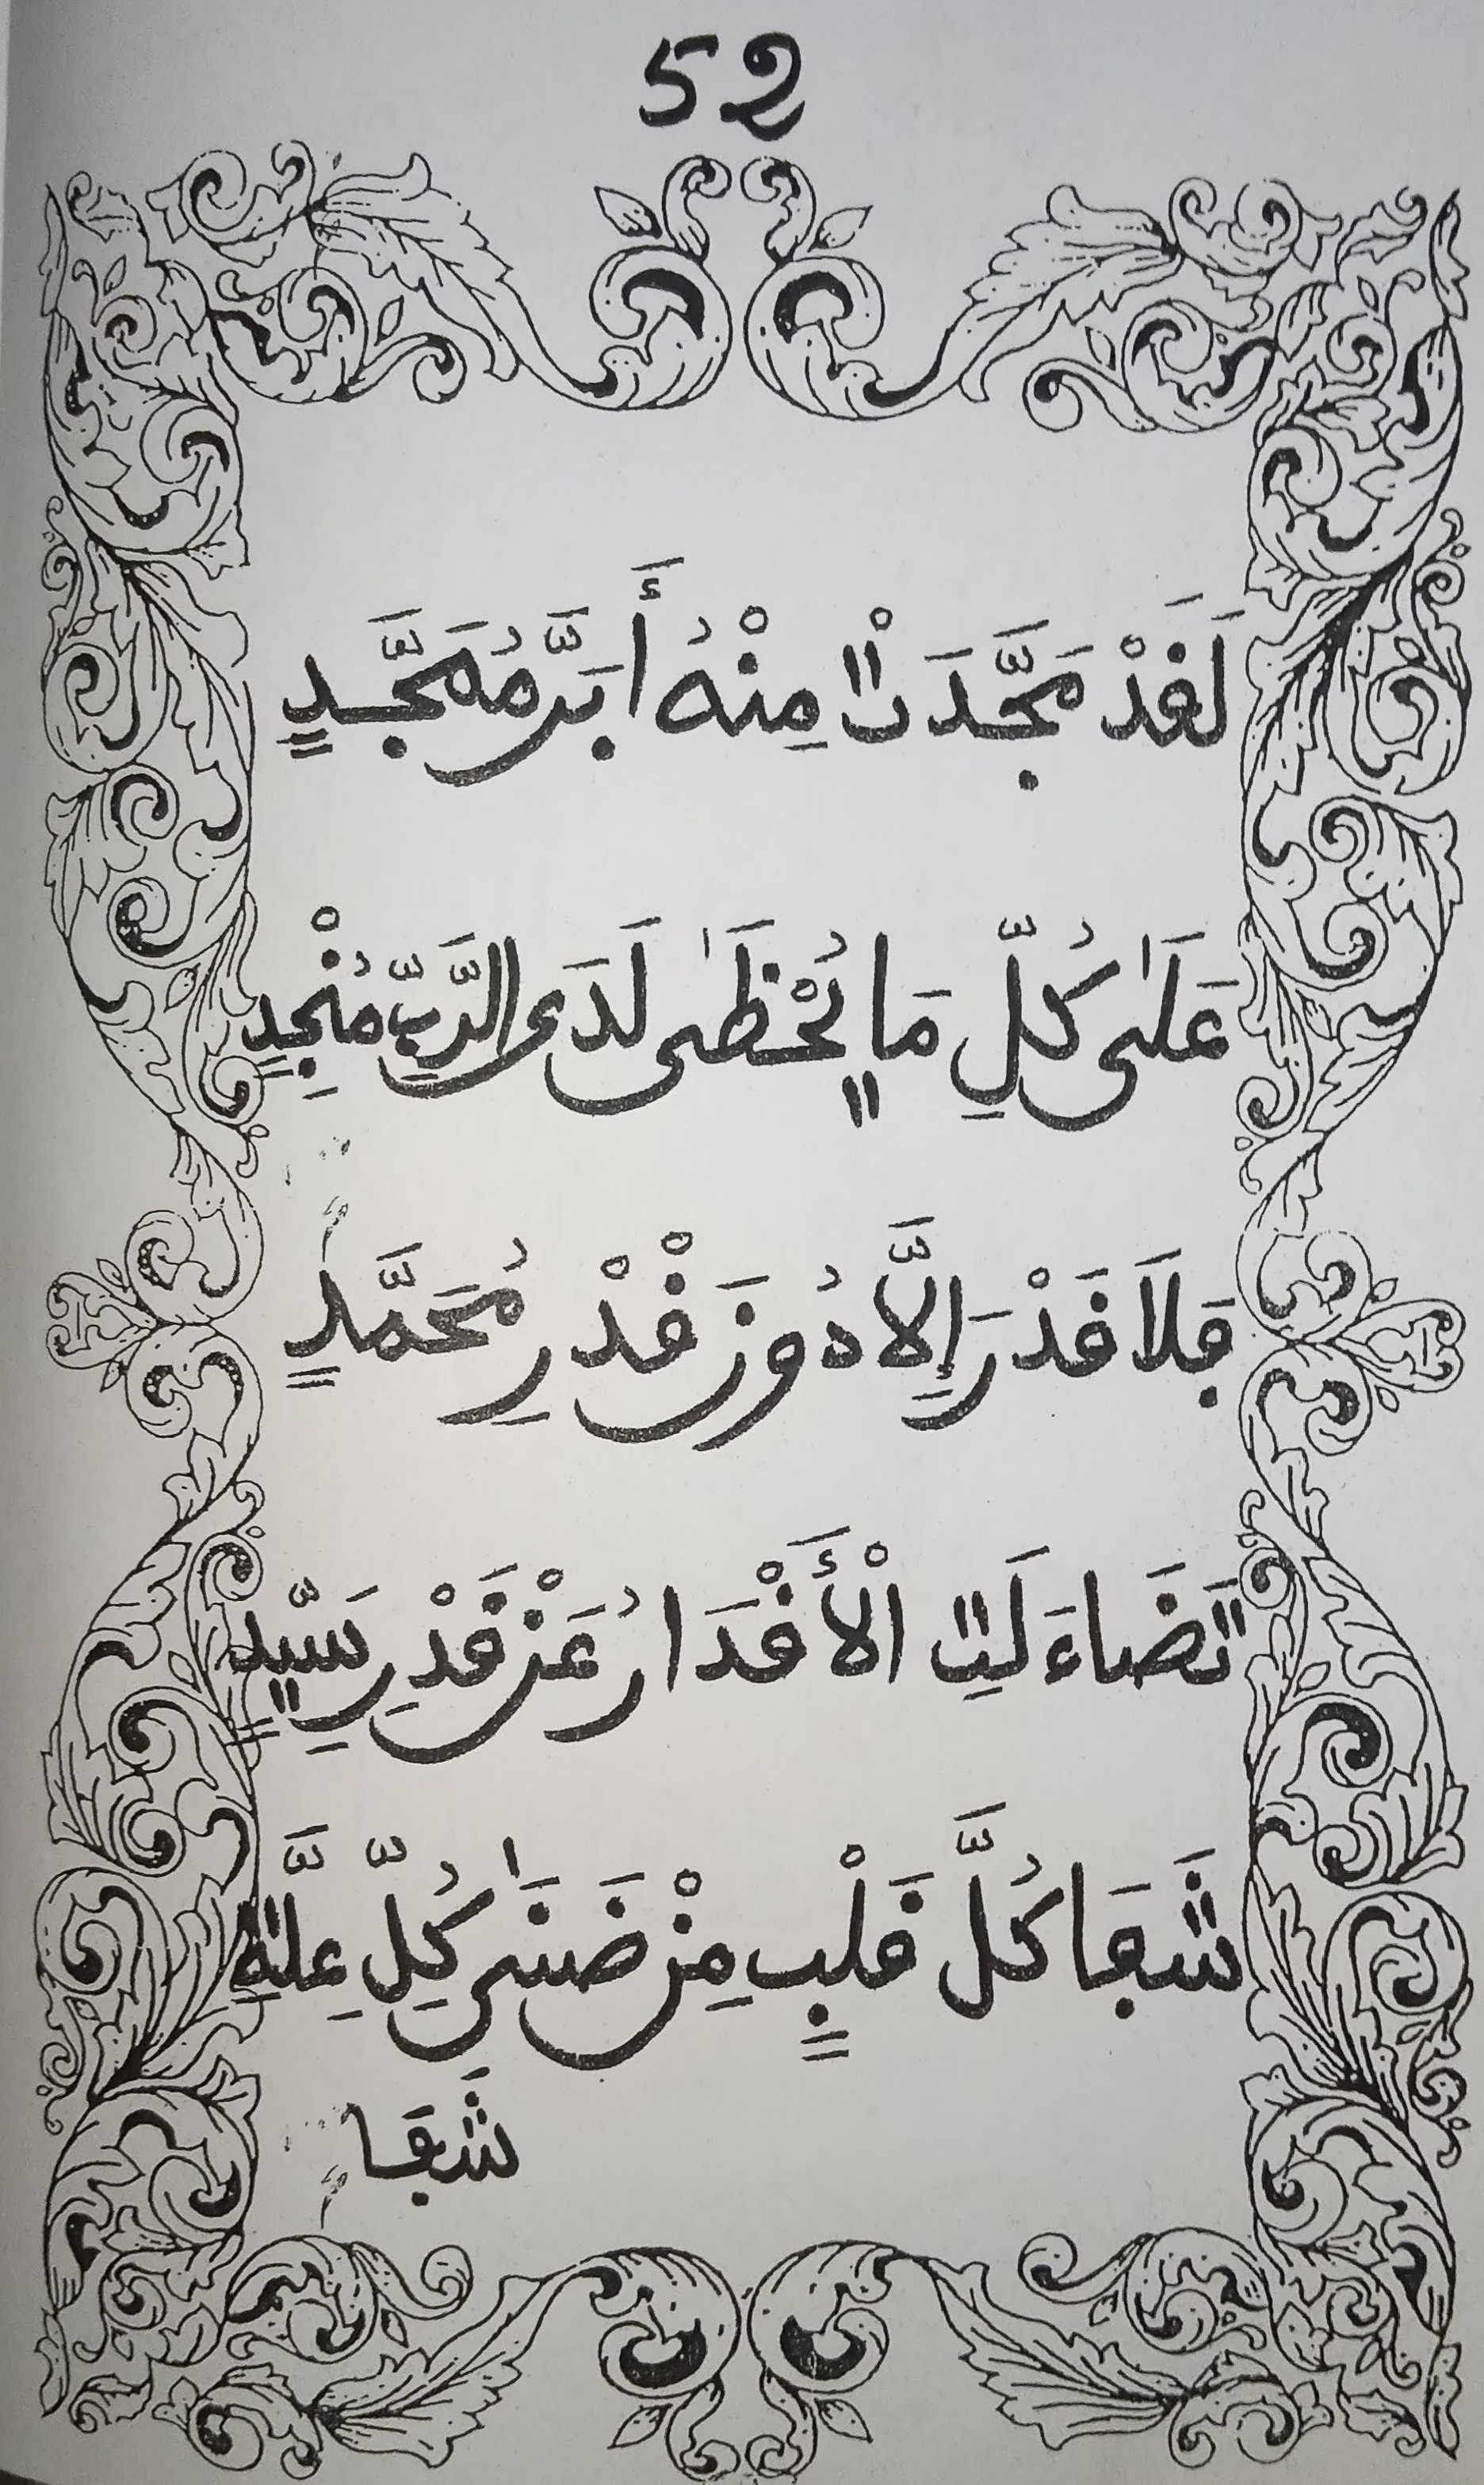 52
لَقَدْ مَجَّدَتْ مِنْهُ أَبَرَّ مُمَجَّدٍ
عَلَىٰ كُلِّ مَا يُحْظَىٰ لَدَى الرَّبِّ مُنْجِدٍ
فَلَا قَدْرَ إِلَّا دُونَ قَدْرِ مُحَمَّدٍ
تَضَاءَلَتِ الْأَقْدَارُ عَنْ قَدْرِ سَيِّدٍ
شَفَا كُلَّ قَلْبٍ مِنْ ضَنَىٰ كُلِّ عِلَّةِ
شَفَا